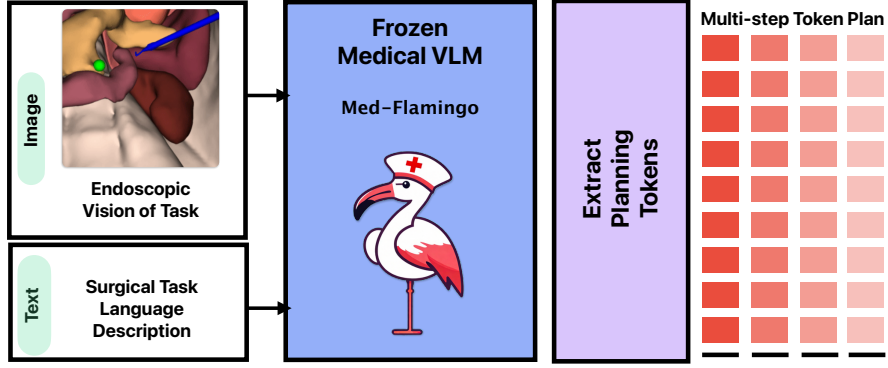 Image
Endoscopic
Vision of Task
Text
Surgical Task
Language
Description
Frozen
Medical VLM
Med-Flamingo
Extract
Planning
Tokens
Multi-step Token Plan